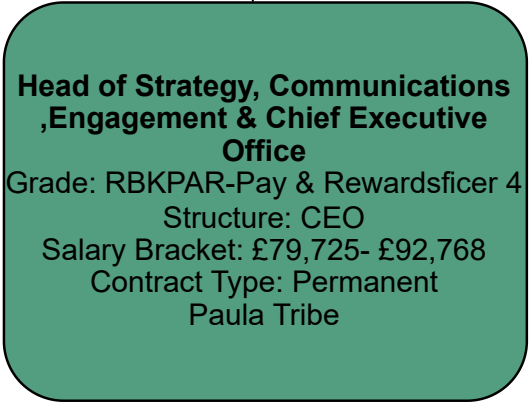 Head of Strategy, Communications
,Engagement & Chief Executive
Office
Grade: RBKPAR-Pay & Rewardsficer 4
Structure: CEO
Salary Bracket: £79,725- £92,768
Contract Type: Permanent
Paula Tribe